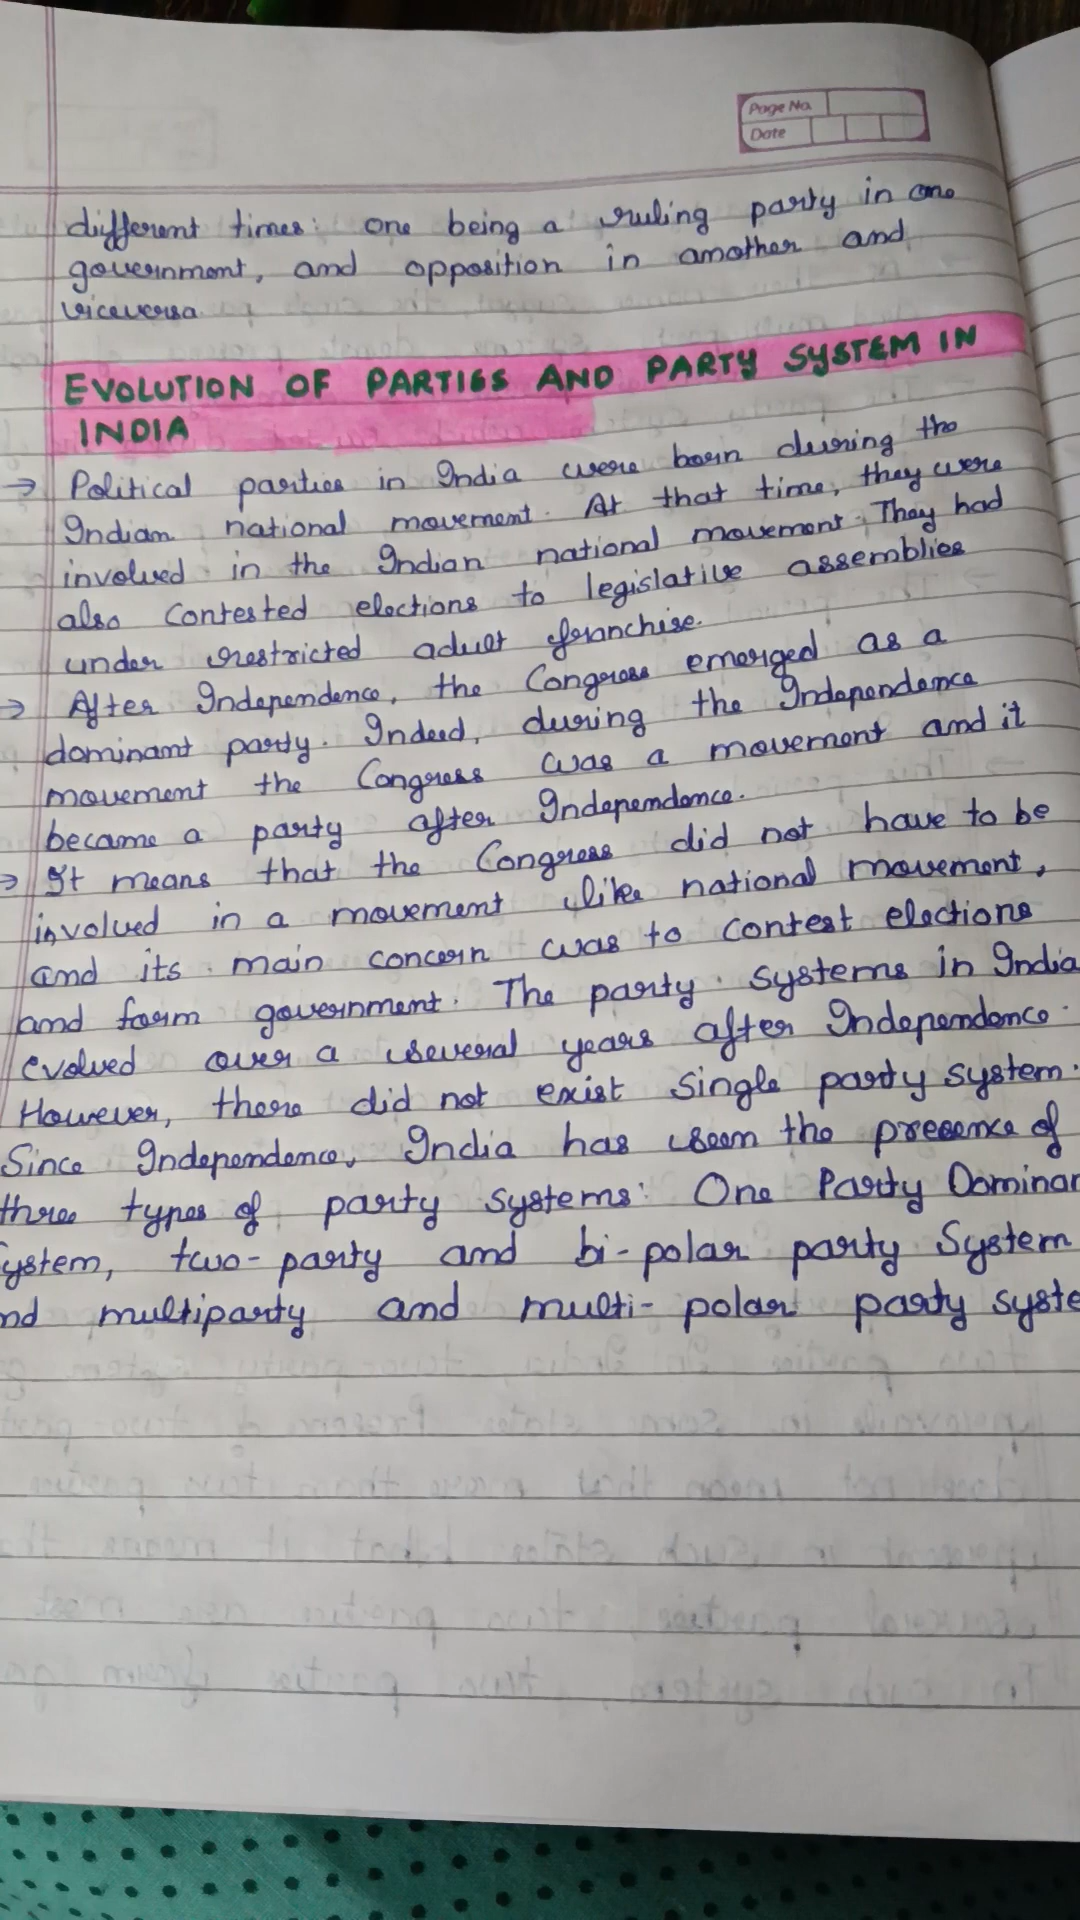 Page No.
Date
different times: one being a ruling party in one
government, and opposition in another and
viceversa
EVOLUTION OF PARTIES AND PARTY SYSTEM IN
INDIA
→ Political parties in India were born during the
Indian national movement. At that time, they were
involved in the Indian national movement. They had
also contested elections to legislative assemblies
under restricted adult franchise.
→ After Independence, the Congress emerged as a
dominant party. Indeed, during the Independence
movement the Congress was a movement and it
became a party after Independence.
→ It means that the Congress did not have to be
involved in a movement like national movement,
and its main concern was to contest elections
and form government. The party systems in India
evolved over a several years after Independence.
However, there did not exist single party system.
Since Independence, India has seen the presence of
three types of party systems: One Party Dominan
ystem, two-party and bi-polar party System
nd multiparty and multi-polar party syste